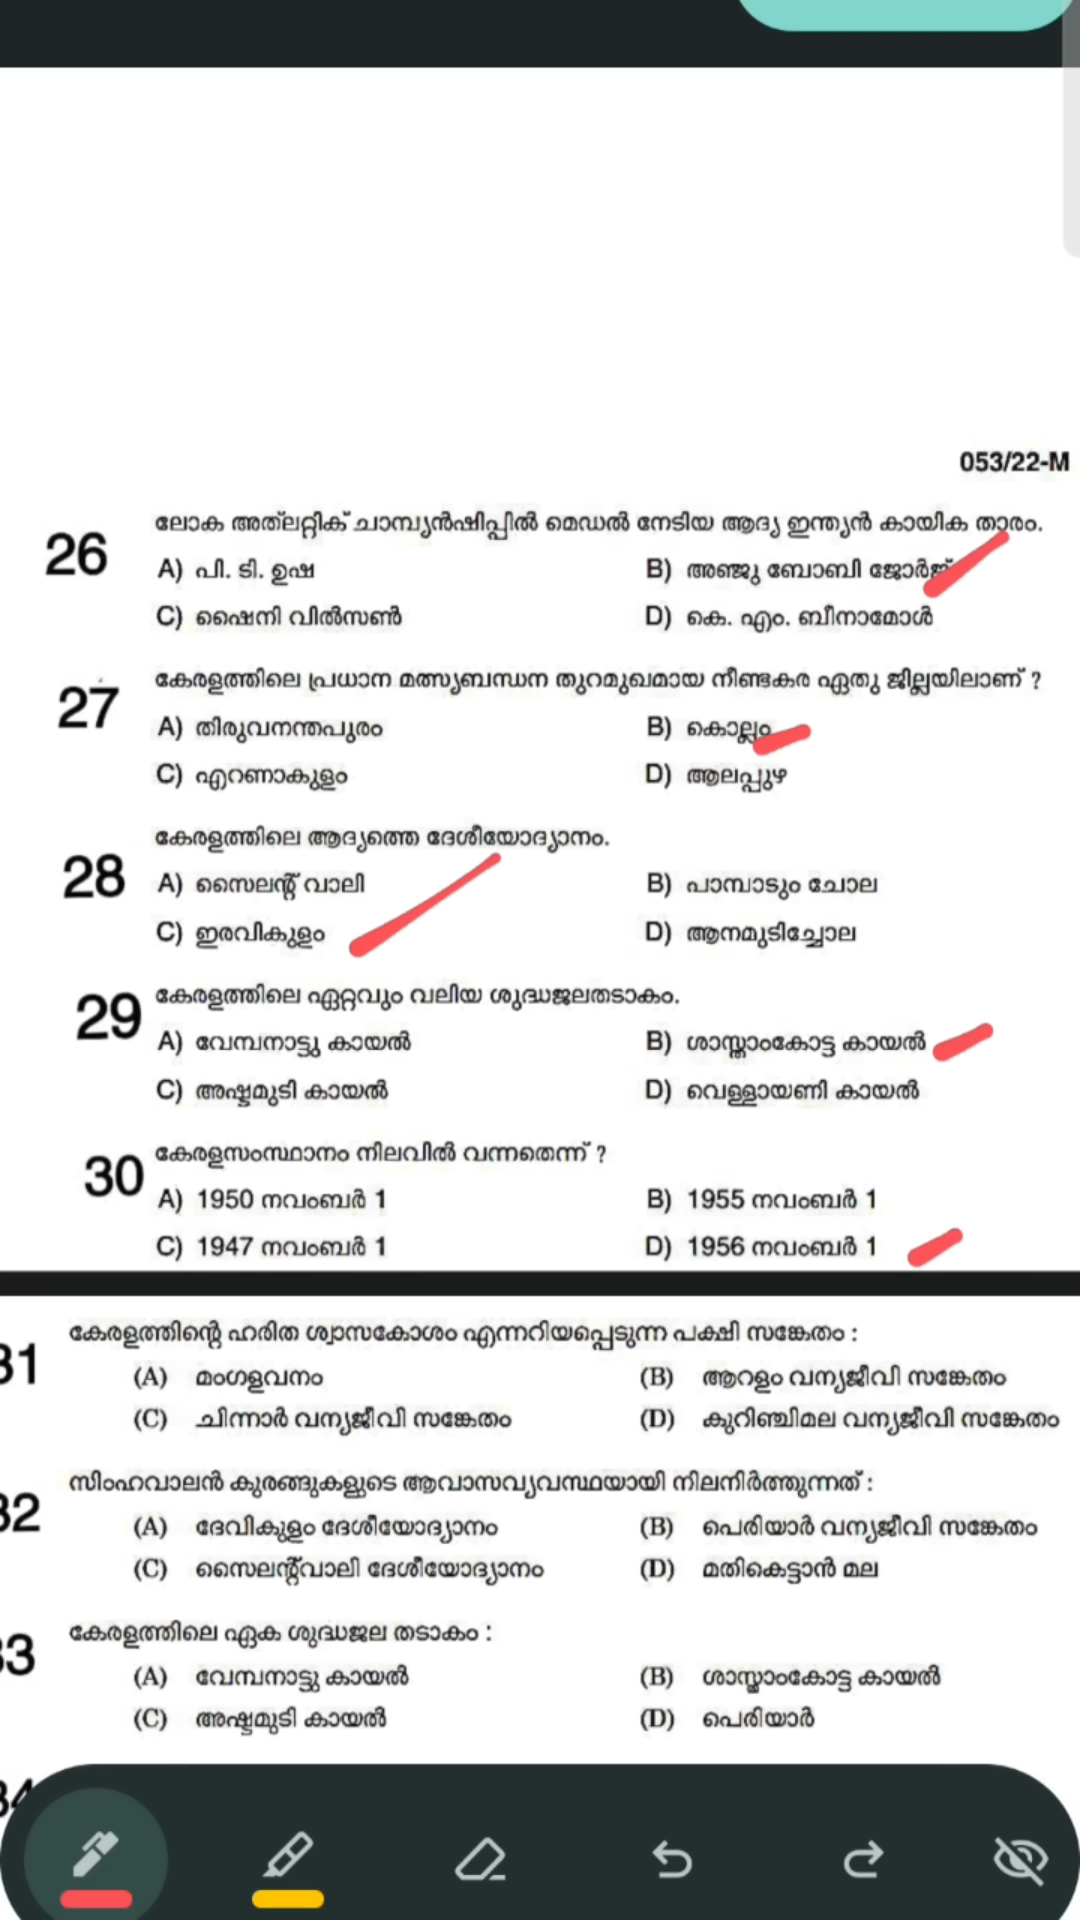 053/22-M
26 ലോക അത്‌ലറ്റിക് ചാമ്പ്യൻഷിപ്പിൽ മെഡൽ നേടിയ ആദ്യ ഇന്ത്യൻ കായിക താരം.
A) പി. ടി. ഉഷ B) അഞ്ജു ബോബി ജോർജ്
C) ഷൈനി വിൽസൺ D) കെ. എം. ബീനാമോൾ
27 കേരളത്തിലെ പ്രധാന മത്സ്യബന്ധന തുറമുഖമായ നീണ്ടകര ഏതു ജില്ലയിലാണ് ?
A) തിരുവനന്തപുരം B) കൊല്ലം
C) എറണാകുളം D) ആലപ്പുഴ
28 കേരളത്തിലെ ആദ്യത്തെ ദേശീയോദ്യാനം.
A) സൈലന്റ് വാലി B) പാമ്പാടും ചോല
C) ഇരവികുളം D) ആനമുടിച്ചോല
29 കേരളത്തിലെ ഏറ്റവും വലിയ ശുദ്ധജലതടാകം.
A) വേമ്പനാട്ടു കായൽ B) ശാസ്താംകോട്ട കായൽ
C) അഷ്ടമുടി കായൽ D) വെള്ളായണി കായൽ
30 കേരളസംസ്ഥാനം നിലവിൽ വന്നതെന്ന് ?
A) 1950 നവംബർ 1 B) 1955 നവംബർ 1
C) 1947 നവംബർ 1 D) 1956 നവംബർ 1
31 കേരളത്തിന്റെ ഹരിത ശ്വാസകോശം എന്നറിയപ്പെടുന്ന പക്ഷി സങ്കേതം :
(A) മംഗളവനം (B) ആറളം വന്യജീവി സങ്കേതം
(C) ചിന്നാർ വന്യജീവി സങ്കേതം (D) കുറിഞ്ഞിമല വന്യജീവി സങ്കേതം
32 സിംഹവാലൻ കുരങ്ങുകളുടെ ആവാസവ്യവസ്ഥയായി നിലനിർത്തുന്നത് :
(A) ദേവികുളം ദേശീയോദ്യാനം (B) പെരിയാർ വന്യജീവി സങ്കേതം
(C) സൈലന്റ്‌വാലി ദേശീയോദ്യാനം (D) മതികെട്ടാൻ മല
33 കേരളത്തിലെ ഏക ശുദ്ധജല തടാകം :
(A) വേമ്പനാട്ടു കായൽ (B) ശാസ്താംകോട്ട കായൽ
(C) അഷ്ടമുടി കായൽ (D) പെരിയാർ
34